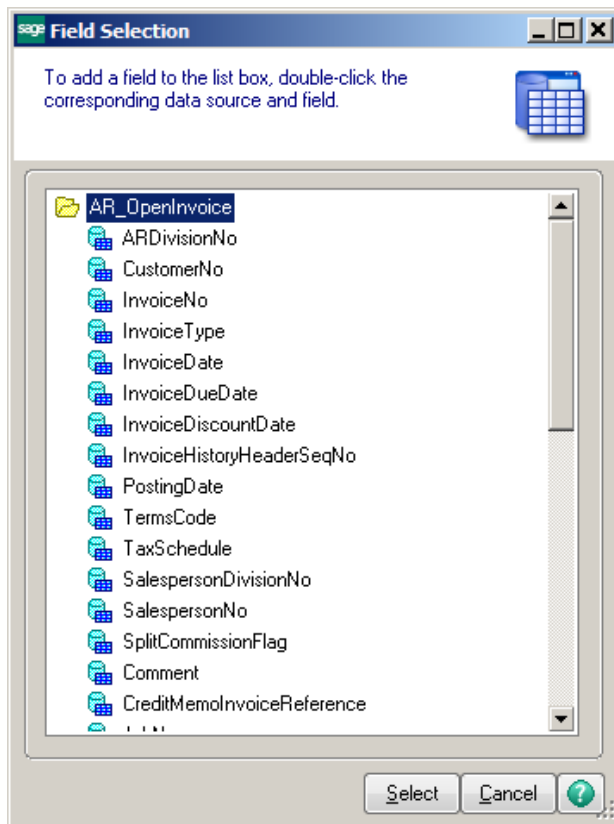 sage Field Selection
To add a field to the list box, double-click the
corresponding data source and field.
AR_OpenInvoice
ARDivisionNo
CustomerNo
InvoiceNo
InvoiceType
InvoiceDate
InvoiceDueDate
InvoiceDiscountDate
InvoiceHistoryHeaderSeqNo
PostingDate
TermsCode
TaxSchedule
SalespersonDivisionNo
SalespersonNo
SplitCommissionFlag
Comment
CreditMemoInvoiceReference
Select Cancel ?